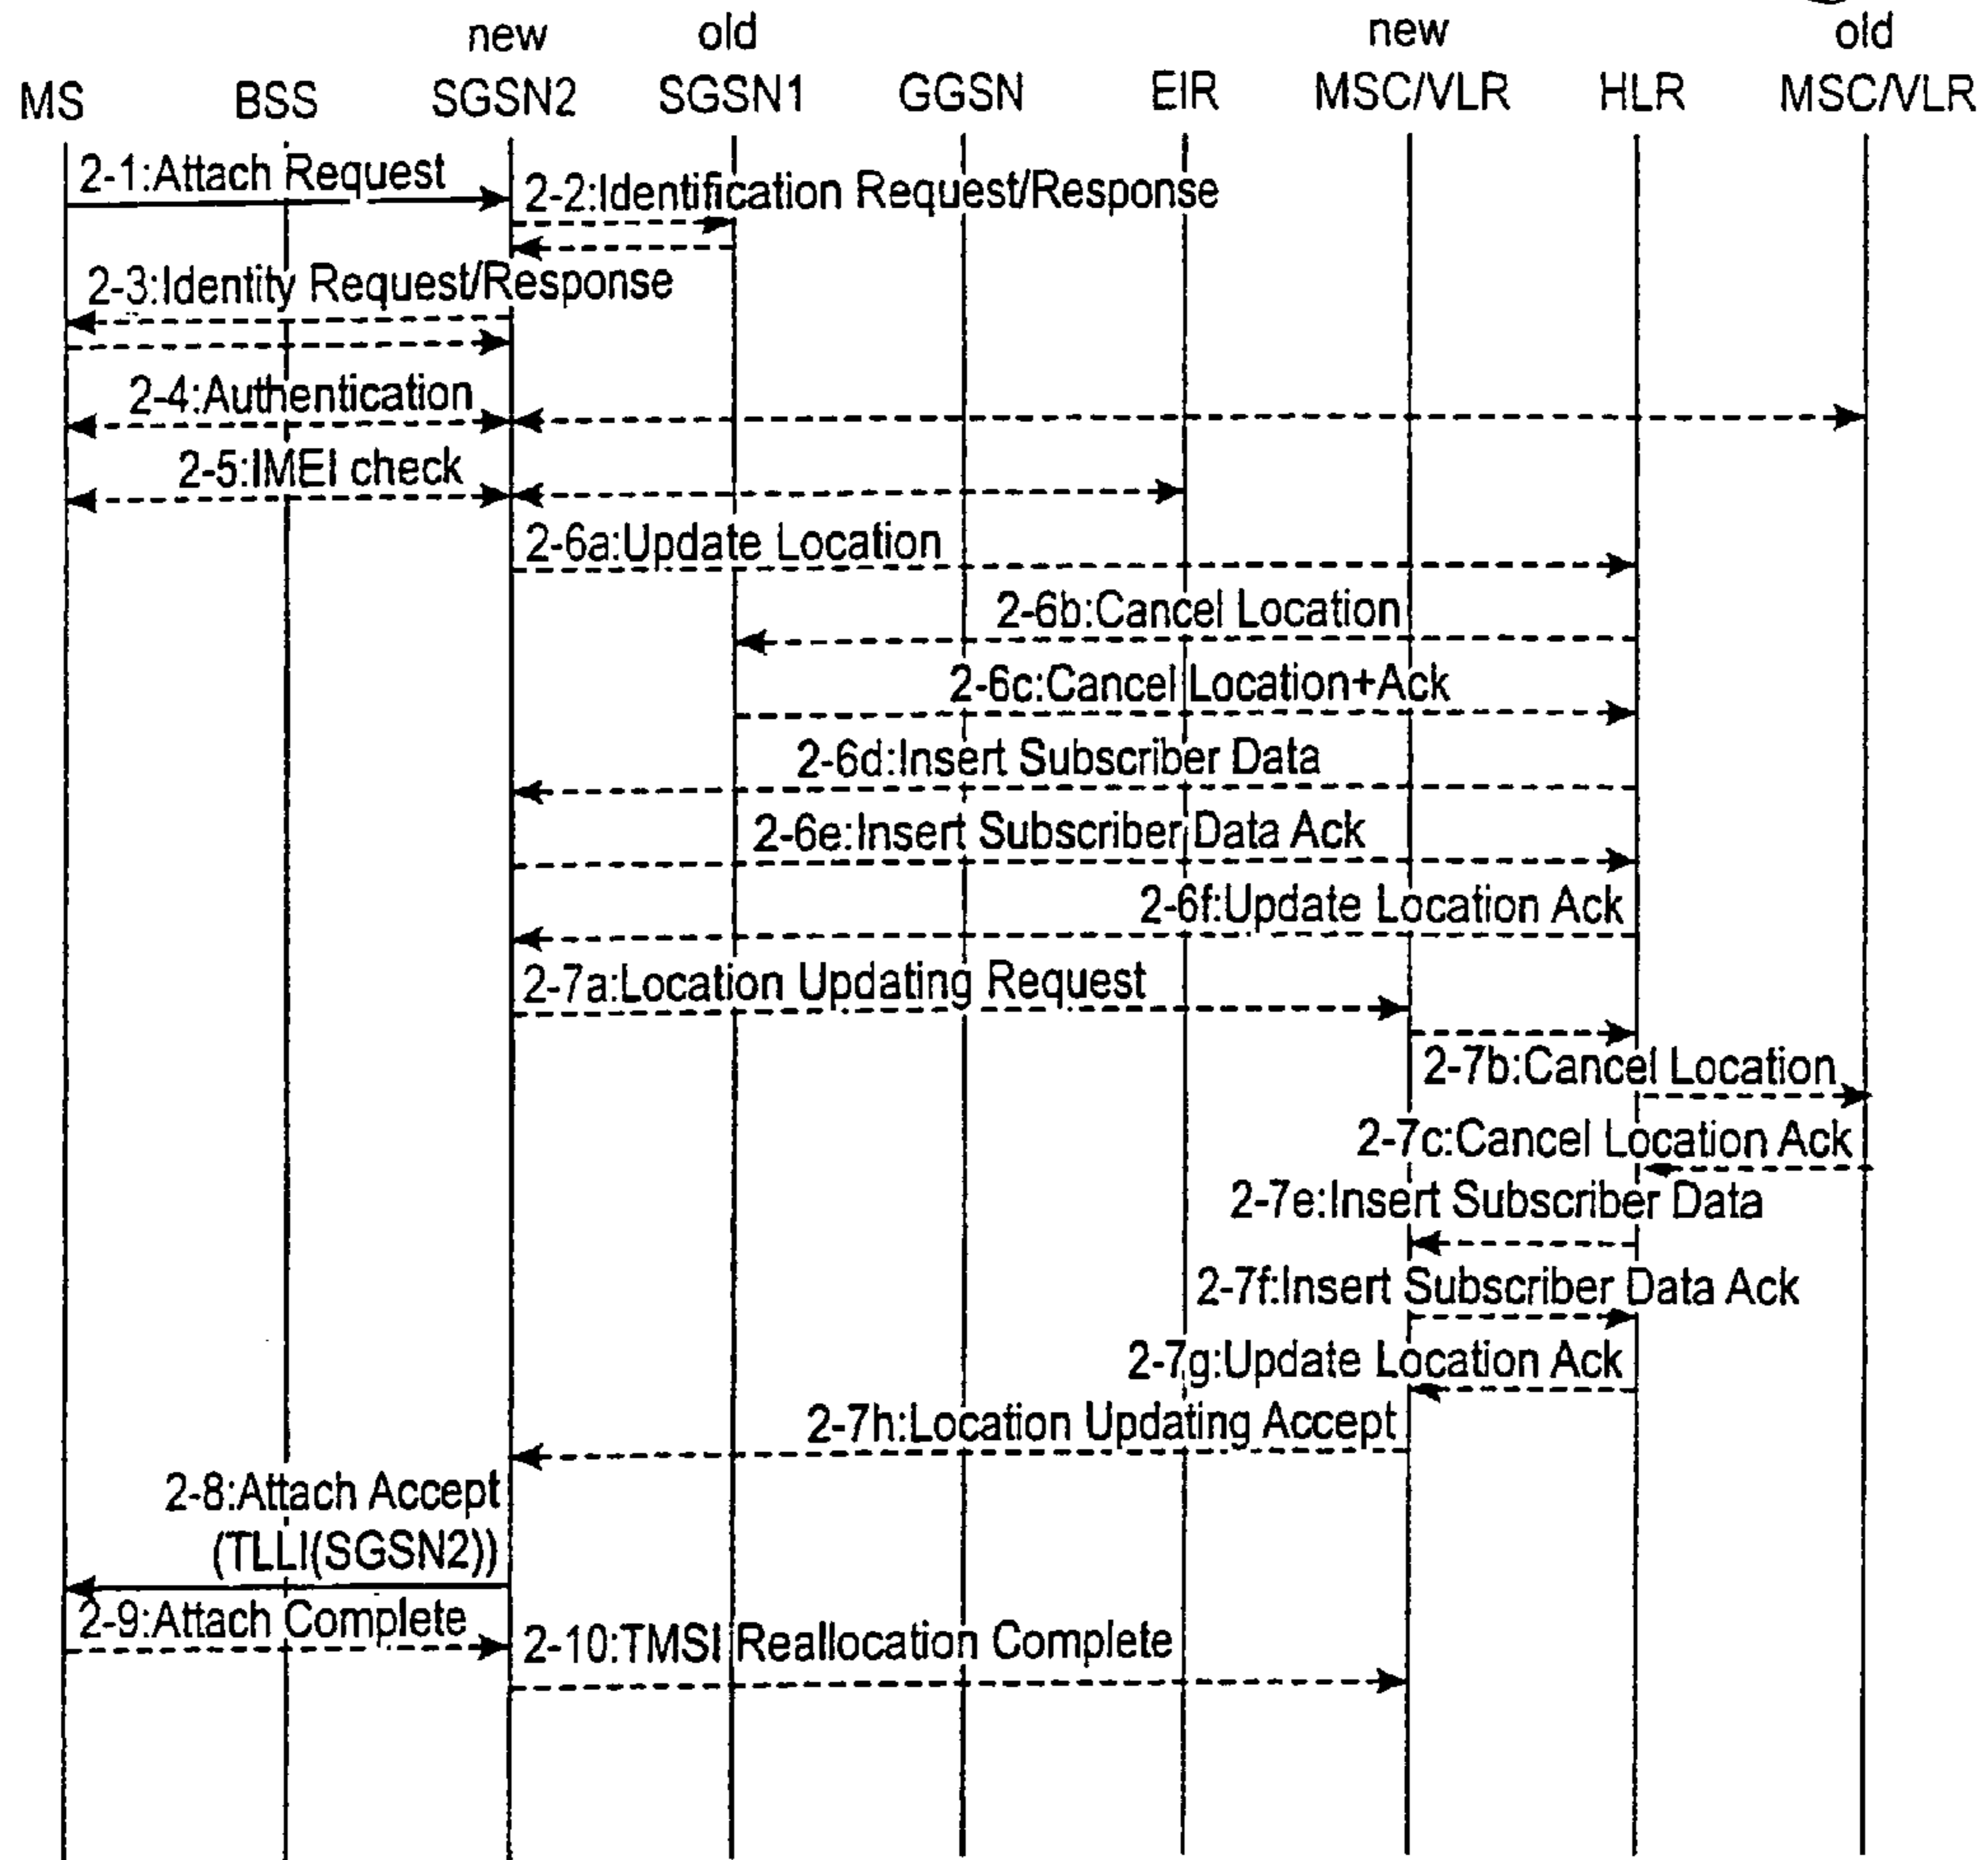 new old new old
MS BSS SGSN2 SGSN1 GGSN EIR MSC/VLR HLR MSC/VLR
2-1:Attach Request
2-2:Identification Request/Response
2-3:Identity Request/Response
2-4:Authentication
2-5:IMEI check
2-6a:Update Location
2-6b:Cancel Location
2-6c:Cancel Location+Ack
2-6d:Insert Subscriber Data
2-6e:Insert Subscriber Data Ack
2-6f:Update Location Ack
2-7a:Location Updating Request
2-7b:Cancel Location
2-7c:Cancel Location Ack
2-7e:Insert Subscriber Data
2-7f:Insert Subscriber Data Ack
2-7g:Update Location Ack
2-7h:Location Updating Accept
2-8:Attach Accept
(TLLI(SGSN2))
2-9:Attach Complete
2-10:TMSI Reallocation Complete